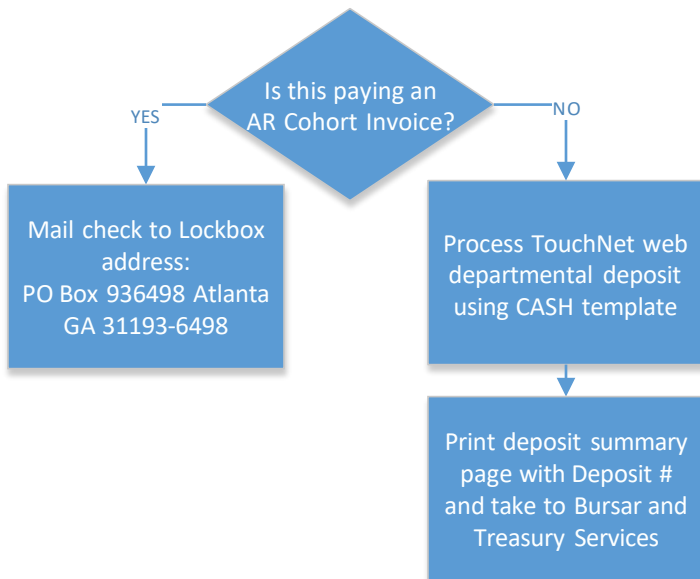 Is this paying an
AR Cohort Invoice?
YES
NO
Mail check to Lockbox
address:
PO Box 936498 Atlanta
GA 31193-6498
Process TouchNet web
departmental deposit
using CASH template
Print deposit summary
page with Deposit #
and take to Bursar and
Treasury Services